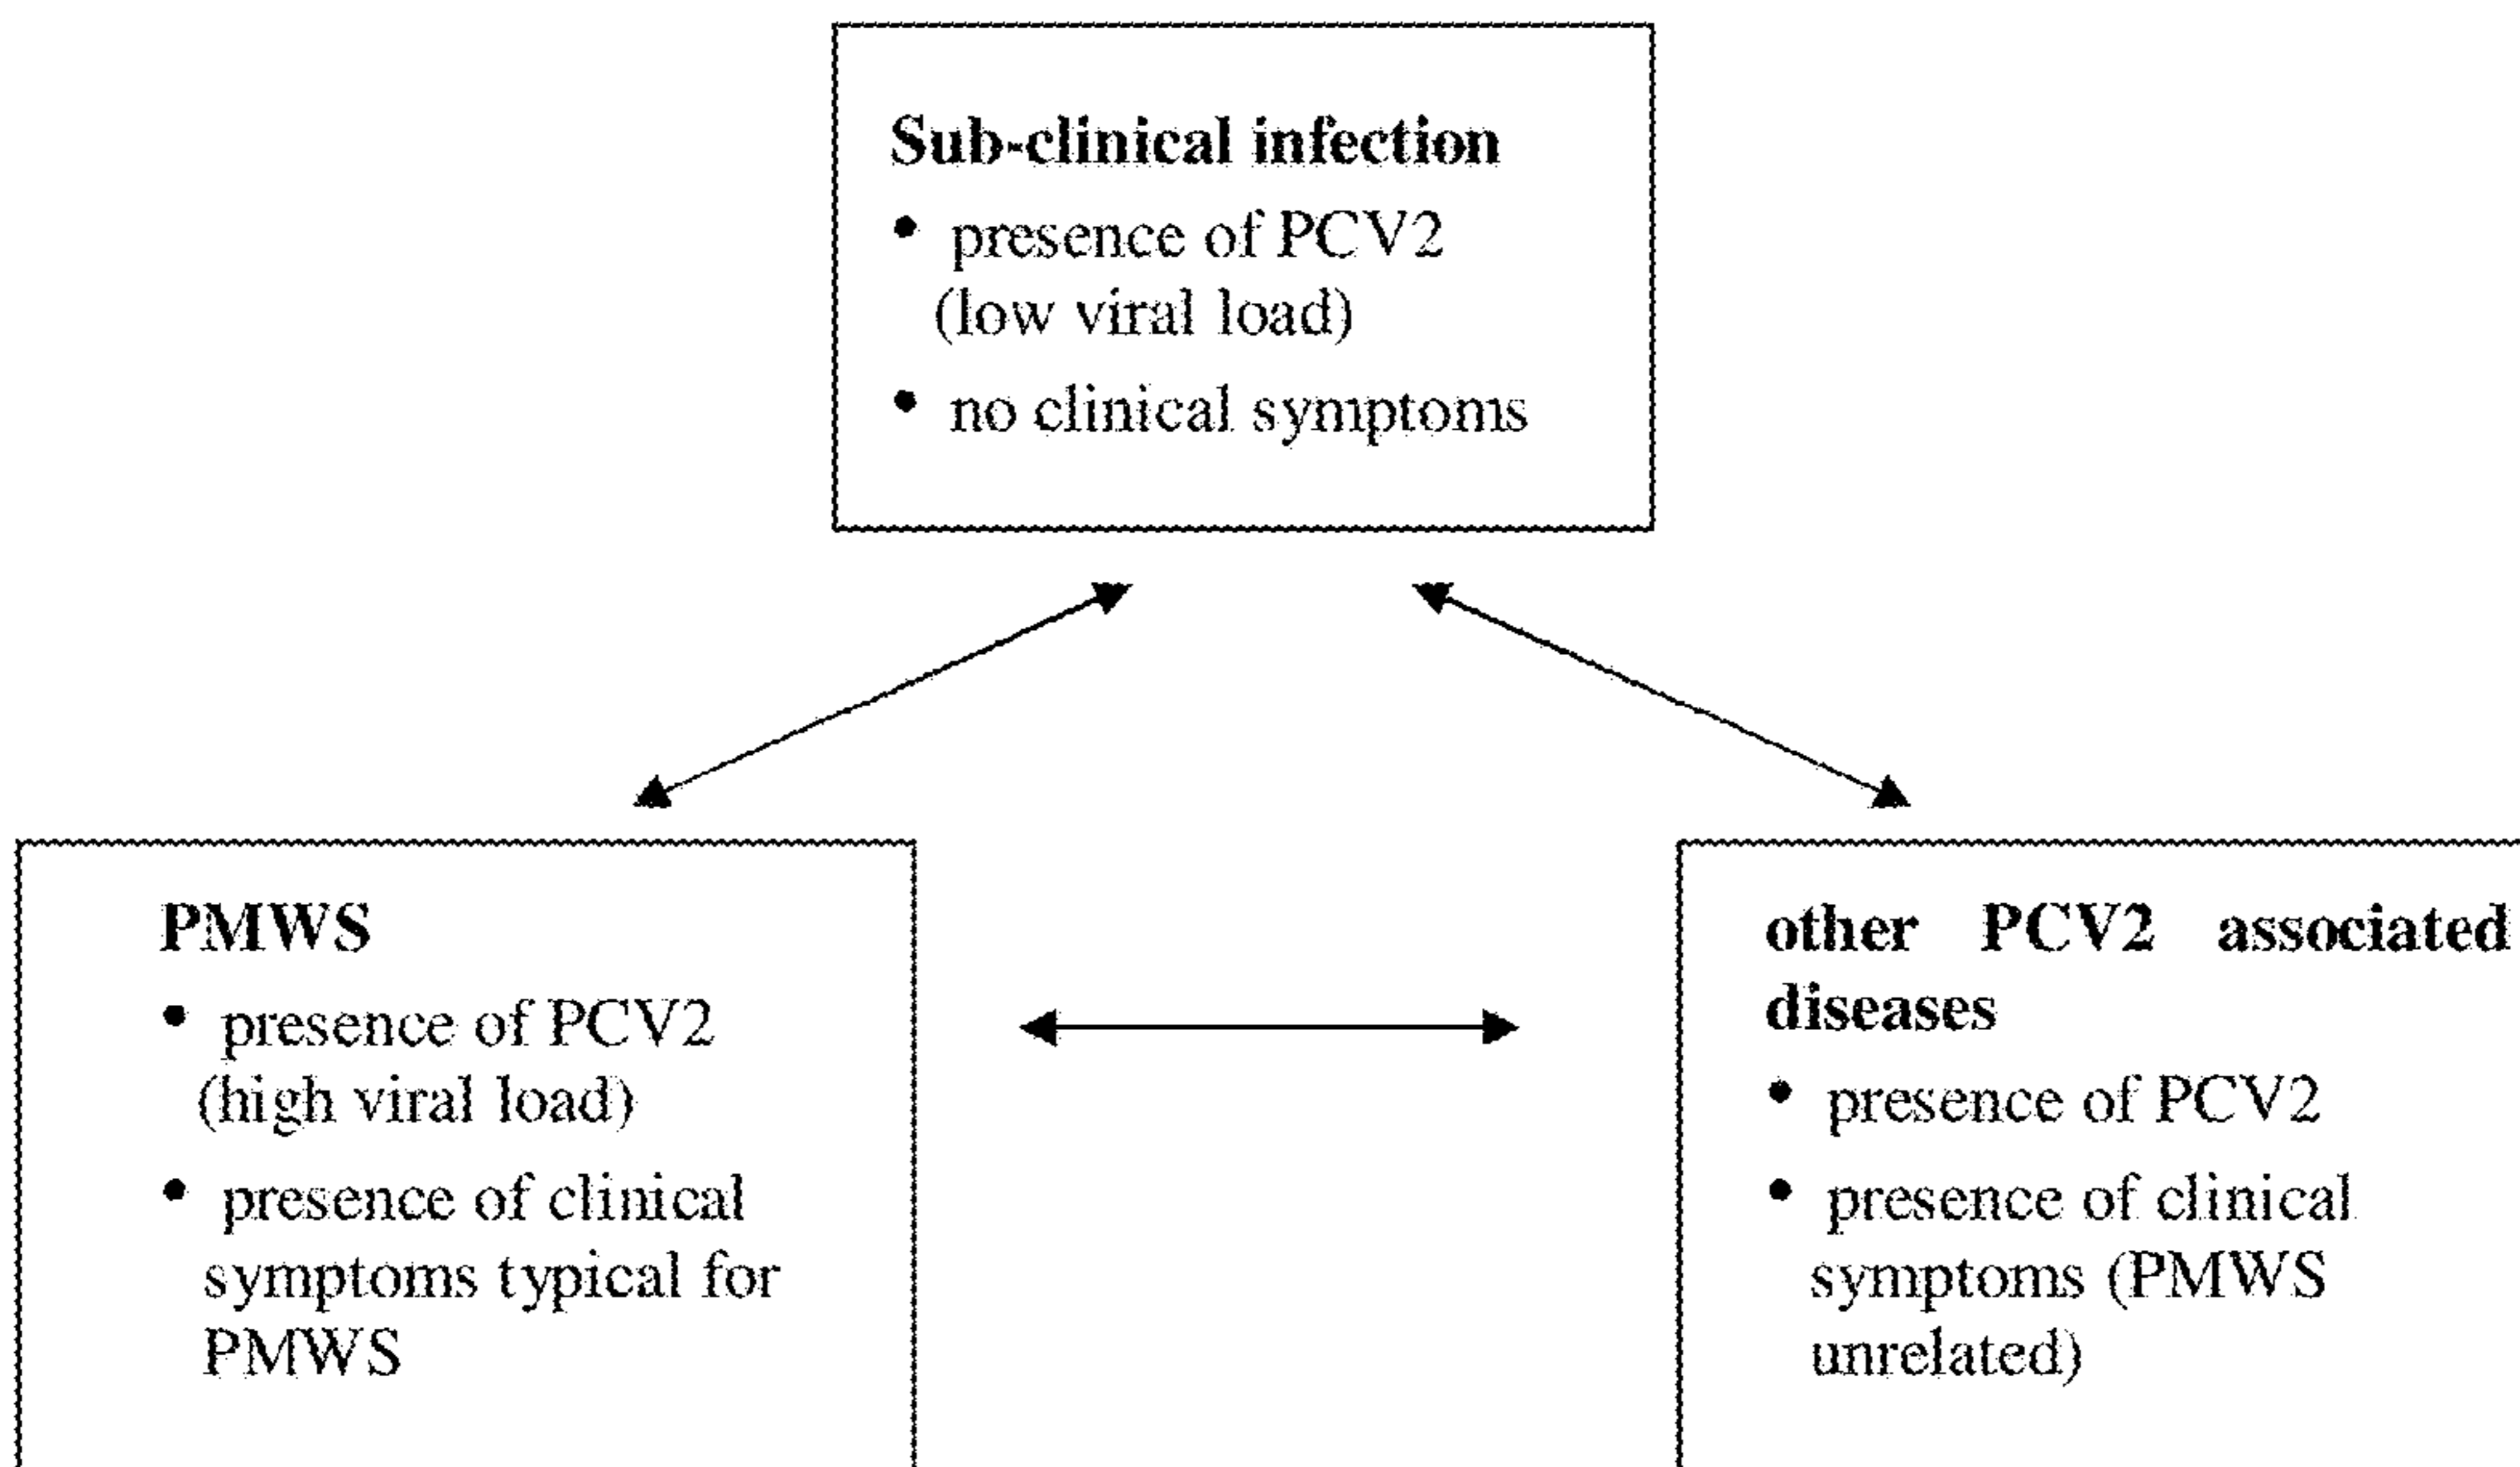 Sub-clinical infection
• presence of PCV2
(low viral load)
• no clinical symptoms
PMWS
• presence of PCV2
(high viral load)
• presence of clinical
symptoms typical for
PMWS
other PCV2 associated
diseases
• presence of PCV2
• presence of clinical
symptoms (PMWS
unrelated)